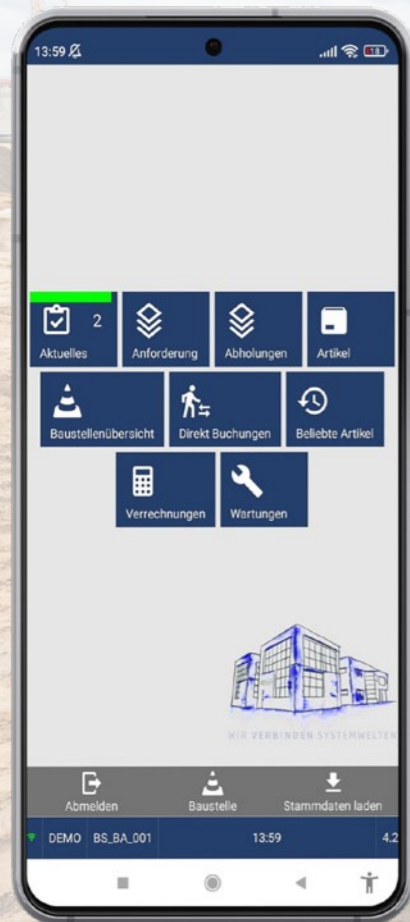 13:59
18
2
Aktuelles
Anforderung
Abholungen
Artikel
Baustellenübersicht
Direkt Buchungen
Beliebte Artikel
Verrechnungen
Wartungen
WIR VERBINDEN SYSTEMWELTEN
Abmelden
Baustelle
Stammdaten laden
DEMO BS_BA_001 13:59 4.2